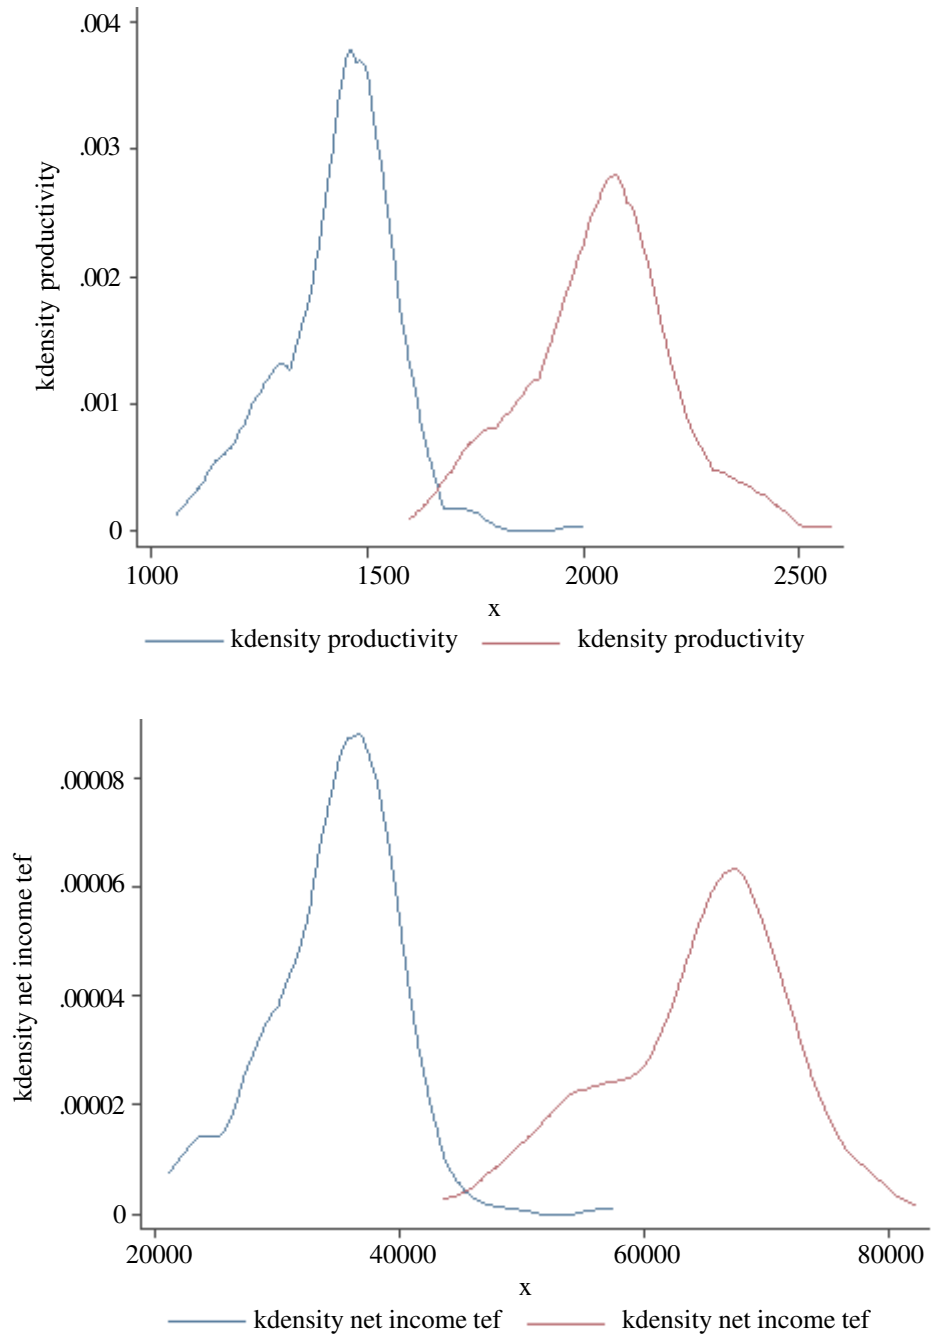 .004
.003
.002
.001
0
kdensity productivity
1000 1500 2000 2500
x
kdensity productivity kdensity productivity
.00008
.00006
.00004
.00002
0
kdensity net income tef
20000 40000 60000 80000
x
kdensity net income tef kdensity net income tef